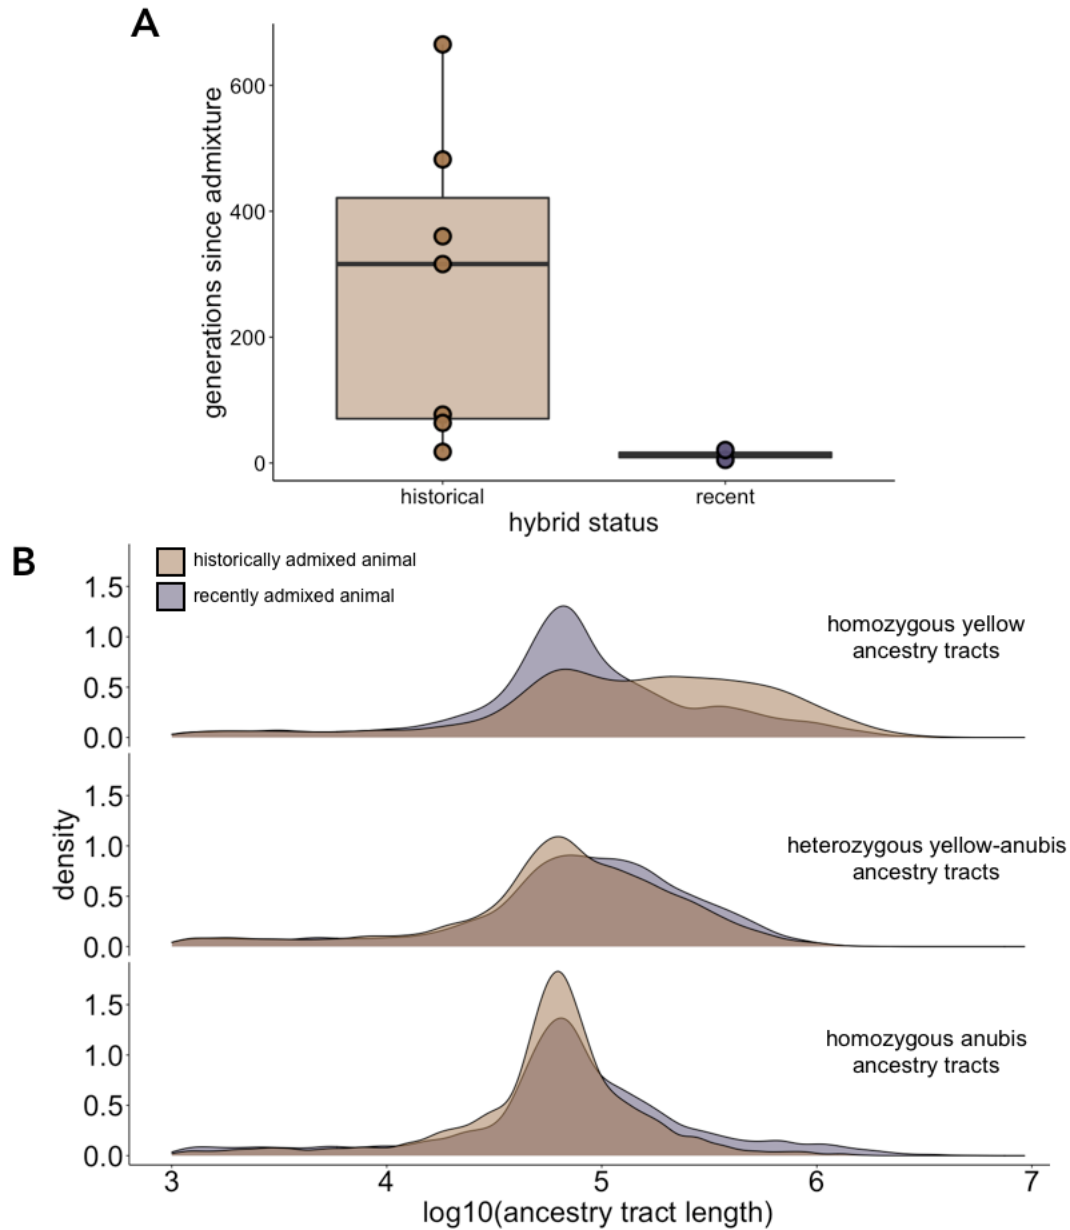 A
generations since admixture
600
400
200
0
historical
recent
hybrid status
B
historically admixed animal
recently admixed animal
density
1.5
1.0
0.5
0.0
homozygous yellow
ancestry tracts
1.5
1.0
0.5
0.0
heterozygous yellow-anubis
ancestry tracts
1.5
1.0
0.5
0.0
homozygous anubis
ancestry tracts
3
4
5
6
7
log10(ancestry tract length)